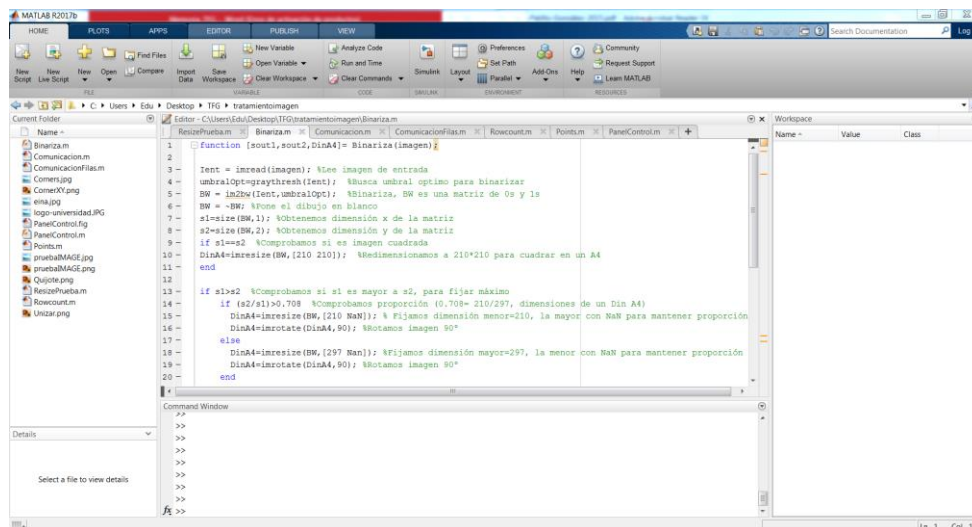 MATLAB R2017b
HOME PLOTS APPS EDITOR PUBLISH VIEW
Search Documentation Log
New Script
New Live Script
New
Open
Find Files
Compare
Import Data
Save Workspace
New Variable
Open Variable
Clear Workspace
Analyze Code
Run and Time
Clear Commands
Simulink
Layout
Preferences
Set Path
Parallel
Add-Ons
Help
Community
Request Support
Learn MATLAB
FILE VARIABLE CODE SIMULINK ENVIRONMENT RESOURCES
C: Users Edu Desktop TFG tratamientoimagen
Current Folder
Name
Binariza.m
Comunicacion.m
ComunicacionFilas.m
Corners.jpg
CornerXY.png
eina.jpg
logo-universidad.JPG
PanelControl.fig
PanelControl.m
Points.m
pruebaIMAGE.jpg
pruebaIMAGE.png
Quijote.png
ResizePrueba.m
Rowcount.m
Unizar.png
Details
Select a file to view details
Editor - C:\Users\Edu\Desktop\TFG\tratamientoimagen\Binariza.m
ResizePrueba.m Binariza.m Comunicacion.m ComunicacionFilas.m Rowcount.m Points.m PanelControl.m +
1 function [sout1,sout2,DinA4]= Binariza(imagen);
2
3 - Ient = imread(imagen); %Lee imagen de entrada
4 - umbralOpt=graythresh(Ient); %Busca umbral optimo para binarizar
5 - BW = im2bw(Ient,umbralOpt); %Binariza, BW es una matriz de 0s y 1s
6 - BW = ~BW; %Pone el dibujo en blanco
7 - s1=size(BW,1); %Obtenemos dimensión x de la matriz
8 - s2=size(BW,2); %Obtenemos dimensión y de la matriz
9 - if s1==s2 %Comprobamos si es imagen cuadrada
10 - DinA4=imresize(BW,[210 210]); %Redimensionamos a 210*210 para cuadrar en un A4
11 - end
12
13 - if s1>s2 %Comprobamos si s1 es mayor a s2, para fijar máximo
14 - if (s2/s1)>0.708 %Comprobamos proporción (0.708= 210/297, dimensiones de un Din A4)
15 - DinA4=imresize(BW,[210 NaN]); % Fijamos dimensión menor=210, la mayor con NaN para mantener proporción
16 - DinA4=imrotate(DinA4,90); %Rotamos imagen 90°
17 - else
18 - DinA4=imresize(BW,[297 Nan]); %Fijamos dimensión mayor=297, la menor con NaN para mantener proporción
19 - DinA4=imrotate(DinA4,90); %Rotamos imagen 90°
20 - end
Command Window
>>
>>
>>
>>
>>
>>
>>
>>
fx >>
Workspace
Name Value Class
Ln 1 Col 1